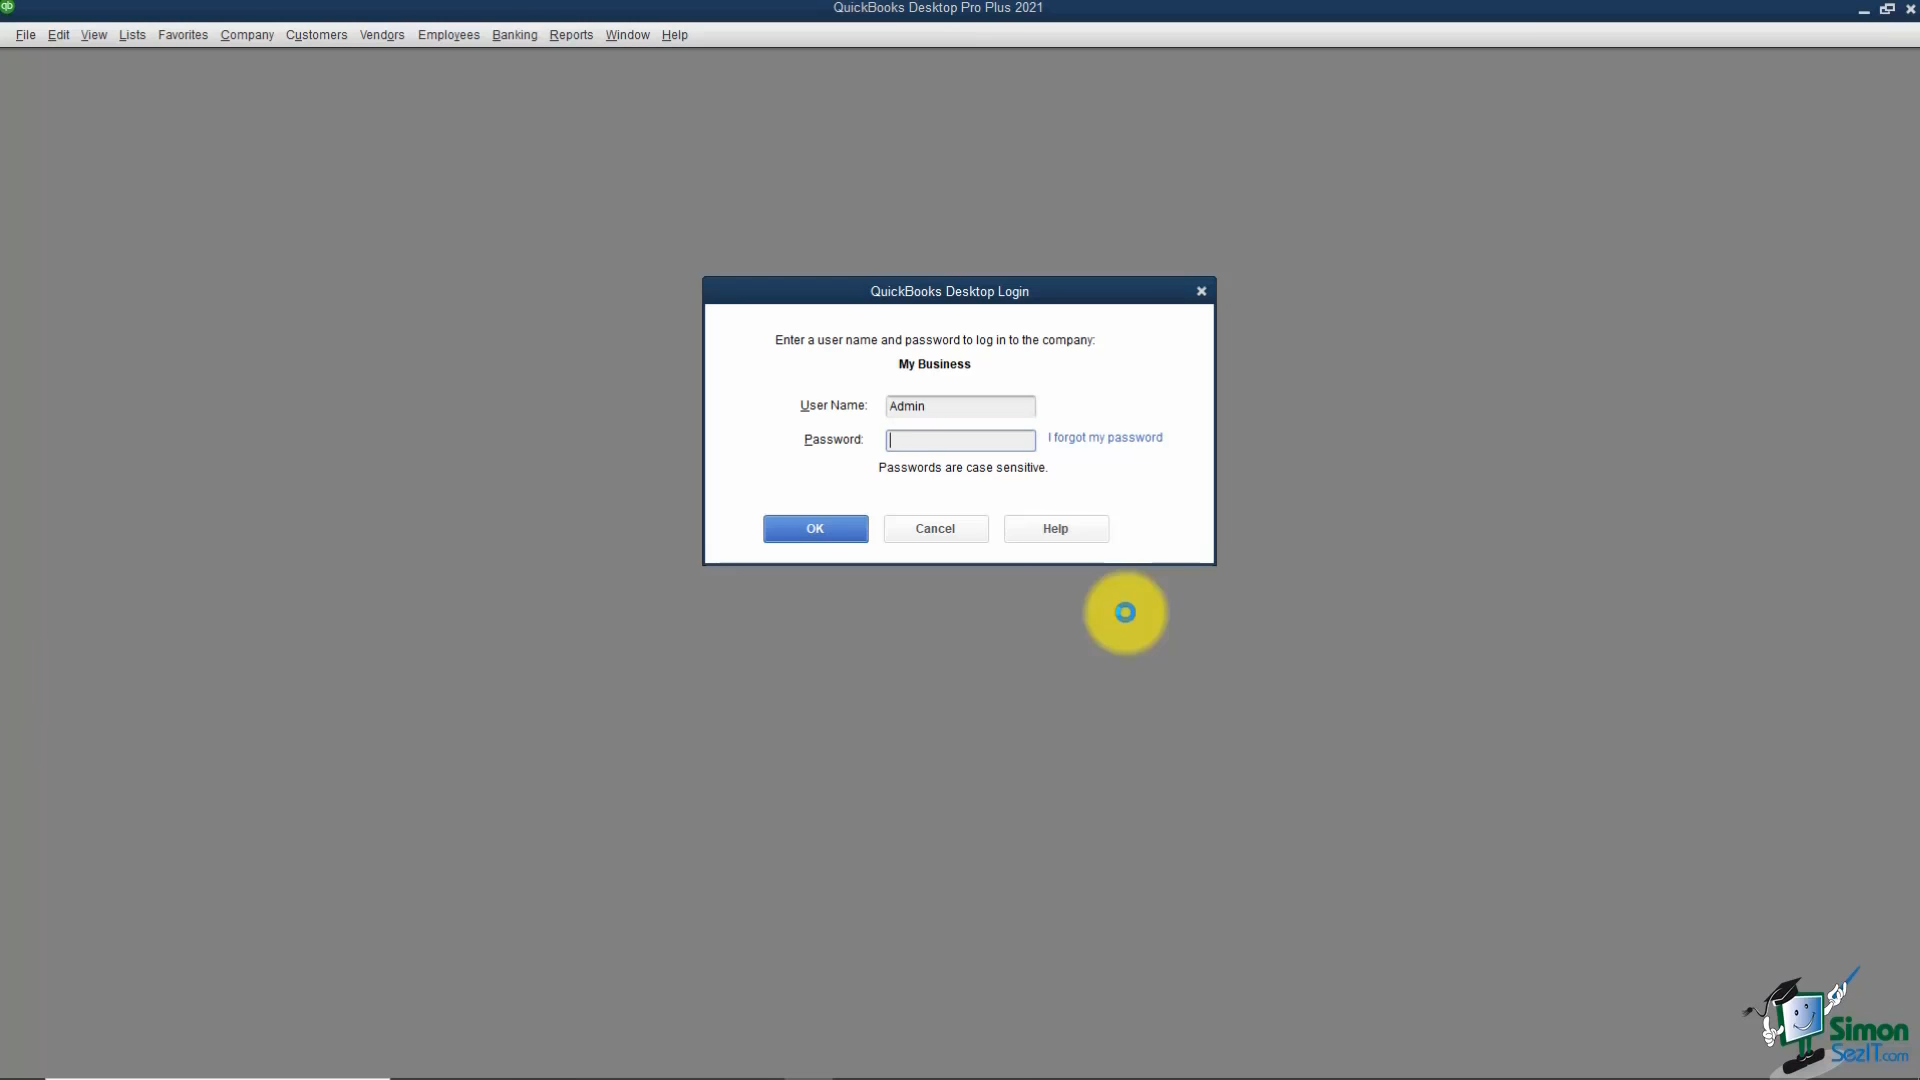 qb
QuickBooks Desktop Pro Plus 2021
File Edit View Lists Favorites Company Customers Vendors Employees Banking Reports Window Help
QuickBooks Desktop Login
Enter a user name and password to log in to the company:
My Business
User Name: Admin
Password: I forgot my password
Passwords are case sensitive.
OK Cancel Help
Simon
SezIT.com